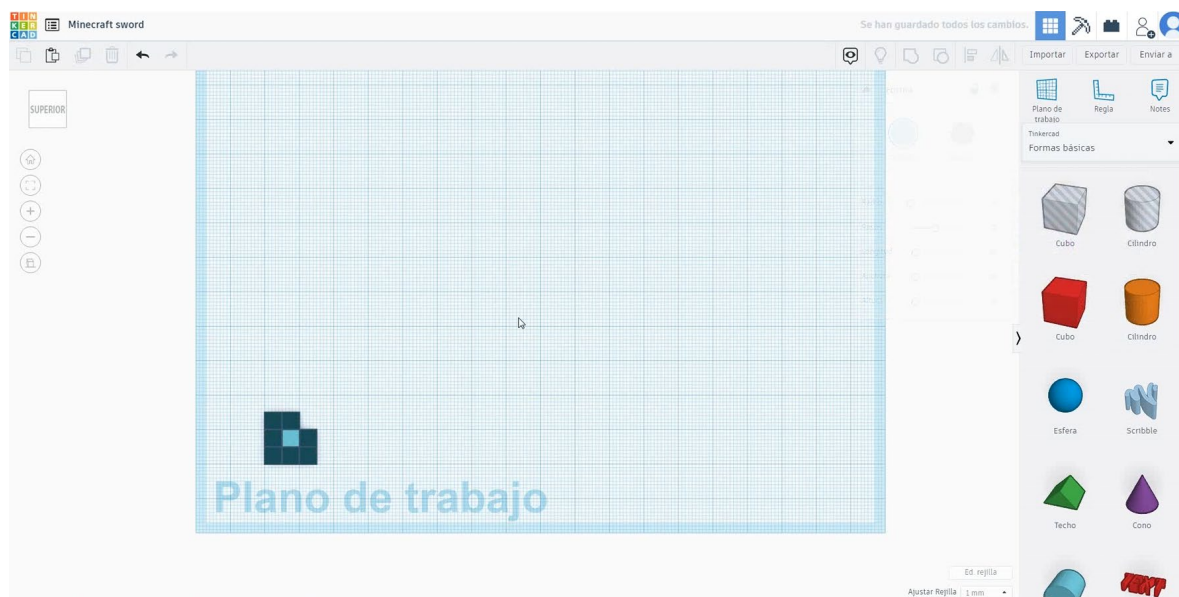 TIN
KER
CAD
Minecraft sword
Se han guardado todos los cambios.
Importar
Exportar
Enviar a
SUPERIOR
Plano de
trabajo
Regla
Notes
Tinkercad
Formas básicas
Cubo
Cilindro
Cubo
Cilindro
Esfera
Scribble
Techo
Cono
TEXT
Plano de trabajo
Ed. rejilla
Ajustar Rejilla
1 mm